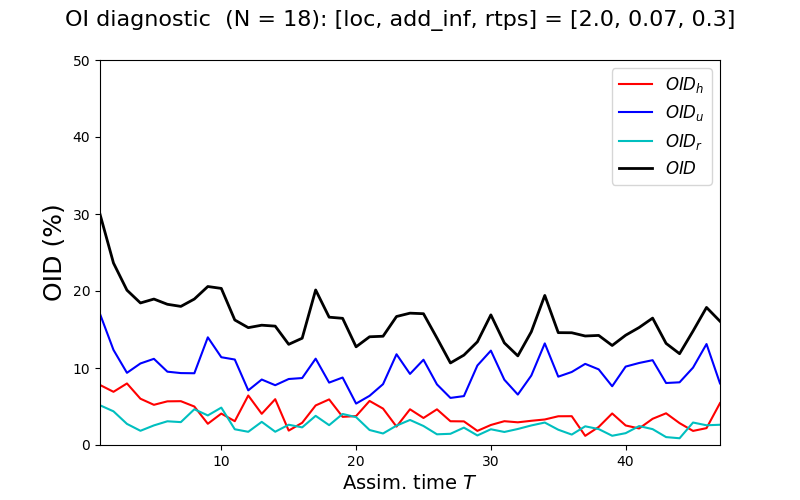 OI diagnostic (N = 18): [loc, add_inf, rtps] = [2.0, 0.07, 0.3]
50
40
30
20
10
0
OID (%)
OID_h
OID_u
OID_r
OID
10
20
30
40
Assim. time T